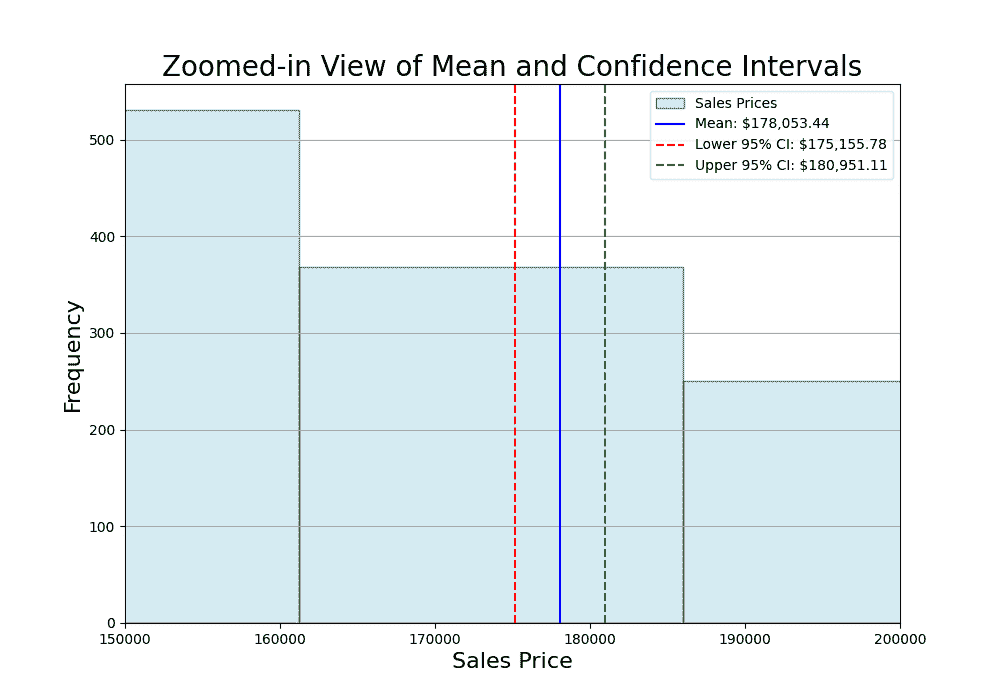 Zoomed-in View of Mean and Confidence Intervals
Sales Prices
Mean: $178,053.44
Lower 95% CI: $175,155.78
Upper 95% CI: $180,951.11
Frequency
500
400
300
200
100
0
150000 160000 170000 180000 190000 200000
Sales Price